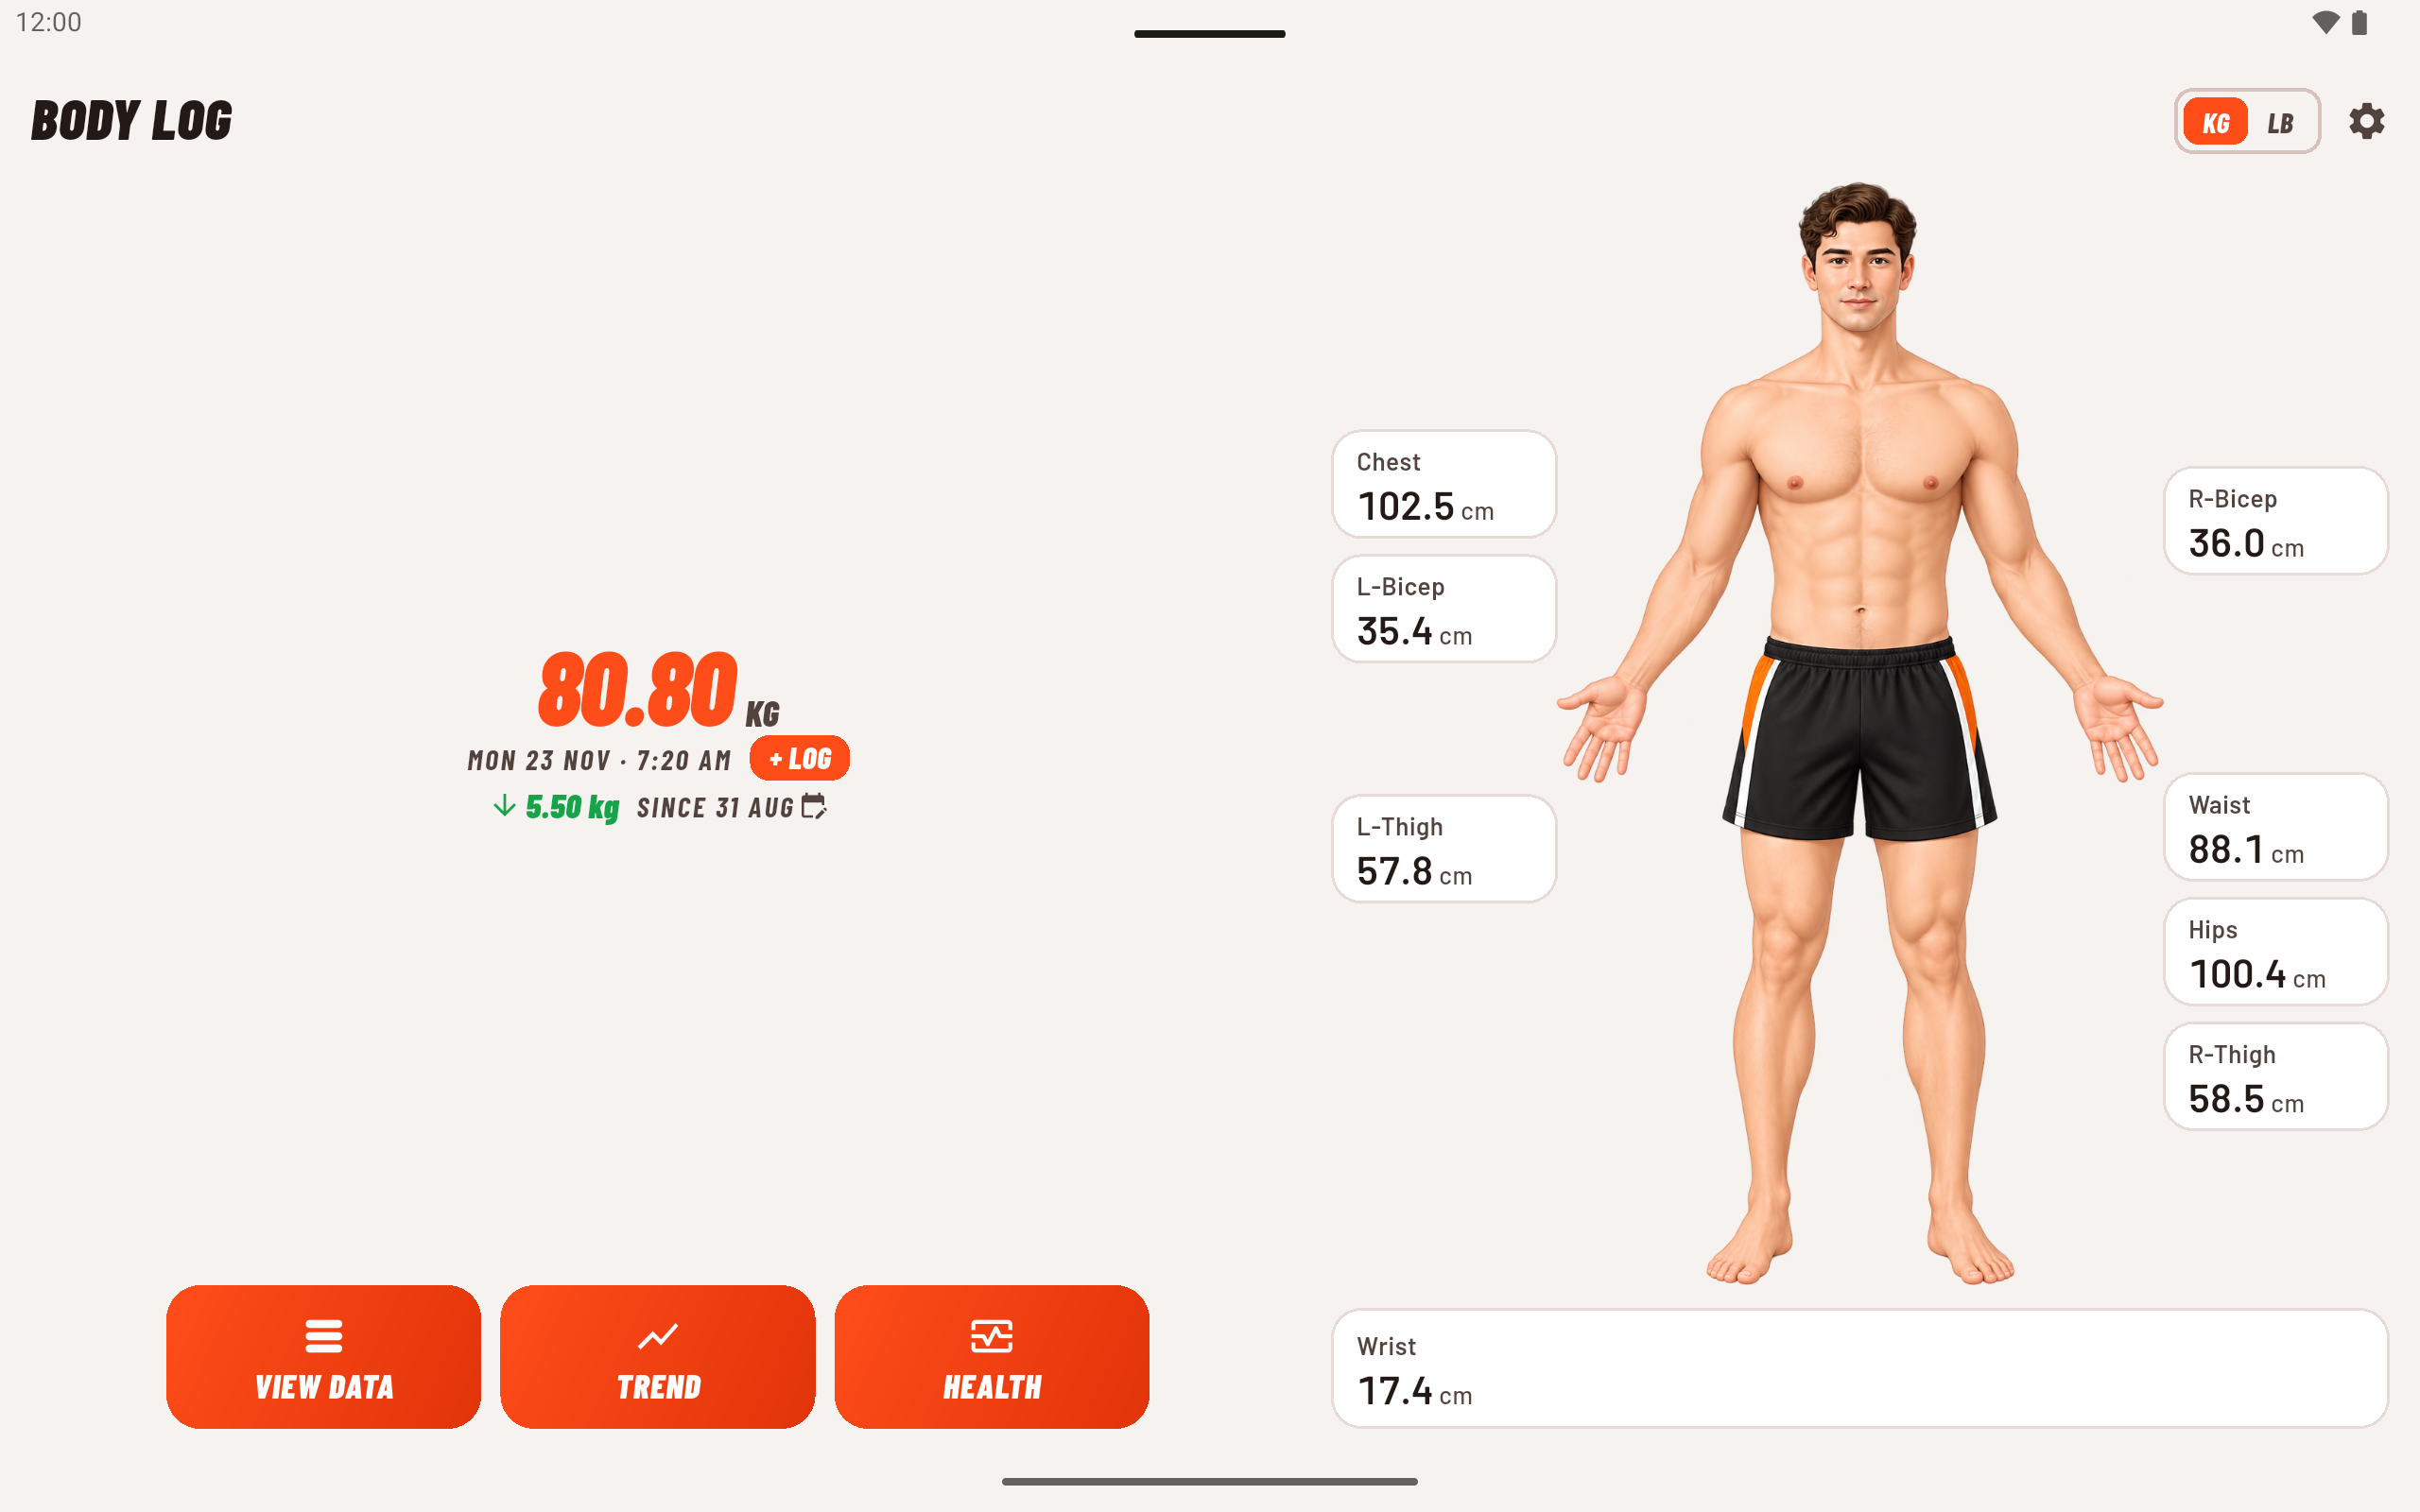 12:00
BODY LOG
KG LB
80.80 KG
MON 23 NOV · 7:20 AM + LOG
↓ 5.50 kg SINCE 31 AUG
VIEW DATA
TREND
HEALTH
Chest
102.5 cm
L-Bicep
35.4 cm
L-Thigh
57.8 cm
R-Bicep
36.0 cm
Waist
88.1 cm
Hips
100.4 cm
R-Thigh
58.5 cm
Wrist
17.4 cm